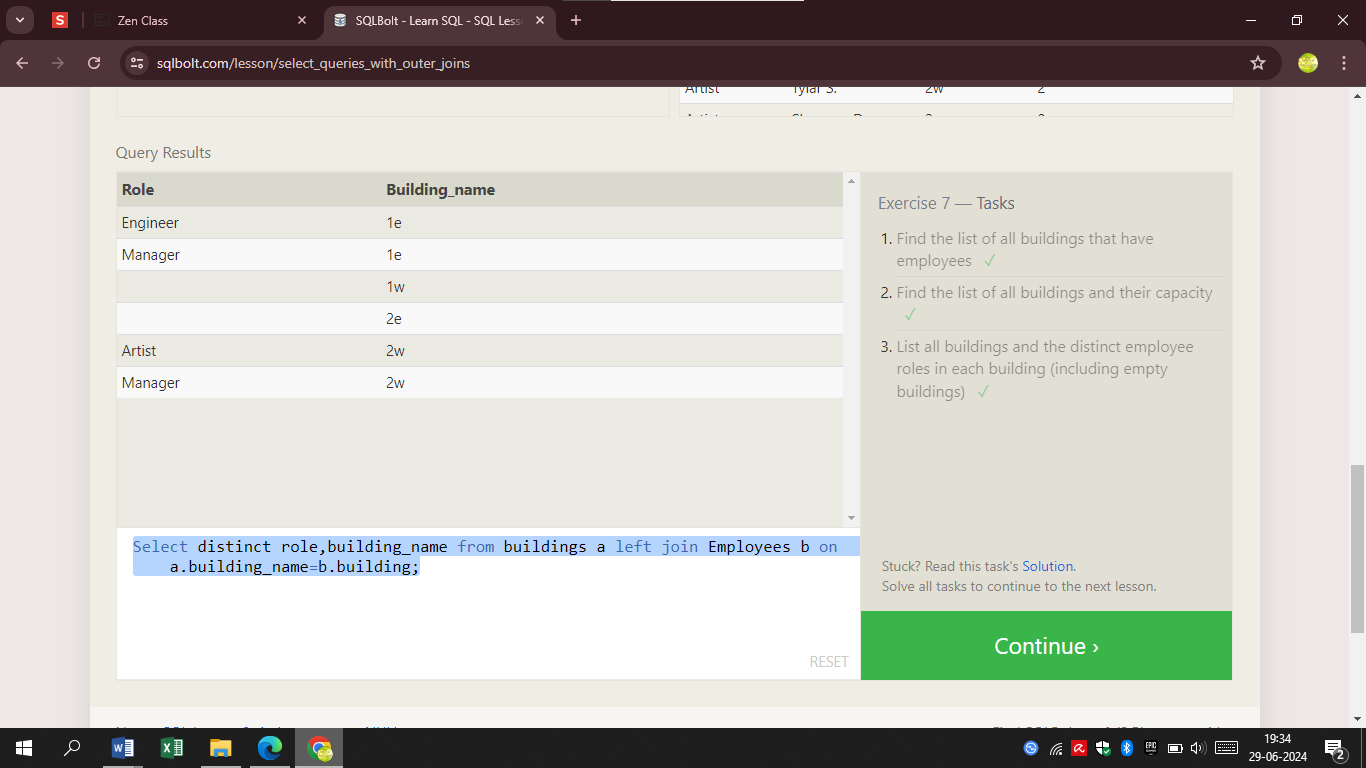 S
Zen Class
SQLBolt - Learn SQL - SQL Less
sqlbolt.com/lesson/select_queries_with_outer_joins
Artist Tylar S. 2w 2
Query Results
Role Building_name
Engineer 1e
Manager 1e
1w
2e
Artist 2w
Manager 2w
Exercise 7 — Tasks
1. Find the list of all buildings that have
employees ✓
2. Find the list of all buildings and their capacity
✓
3. List all buildings and the distinct employee
roles in each building (including empty
buildings) ✓
Select distinct role,building_name from buildings a left join Employees b on
a.building_name=b.building;
RESET
Stuck? Read this task's Solution.
Solve all tasks to continue to the next lesson.
Continue ›
19:34
29-06-2024
2